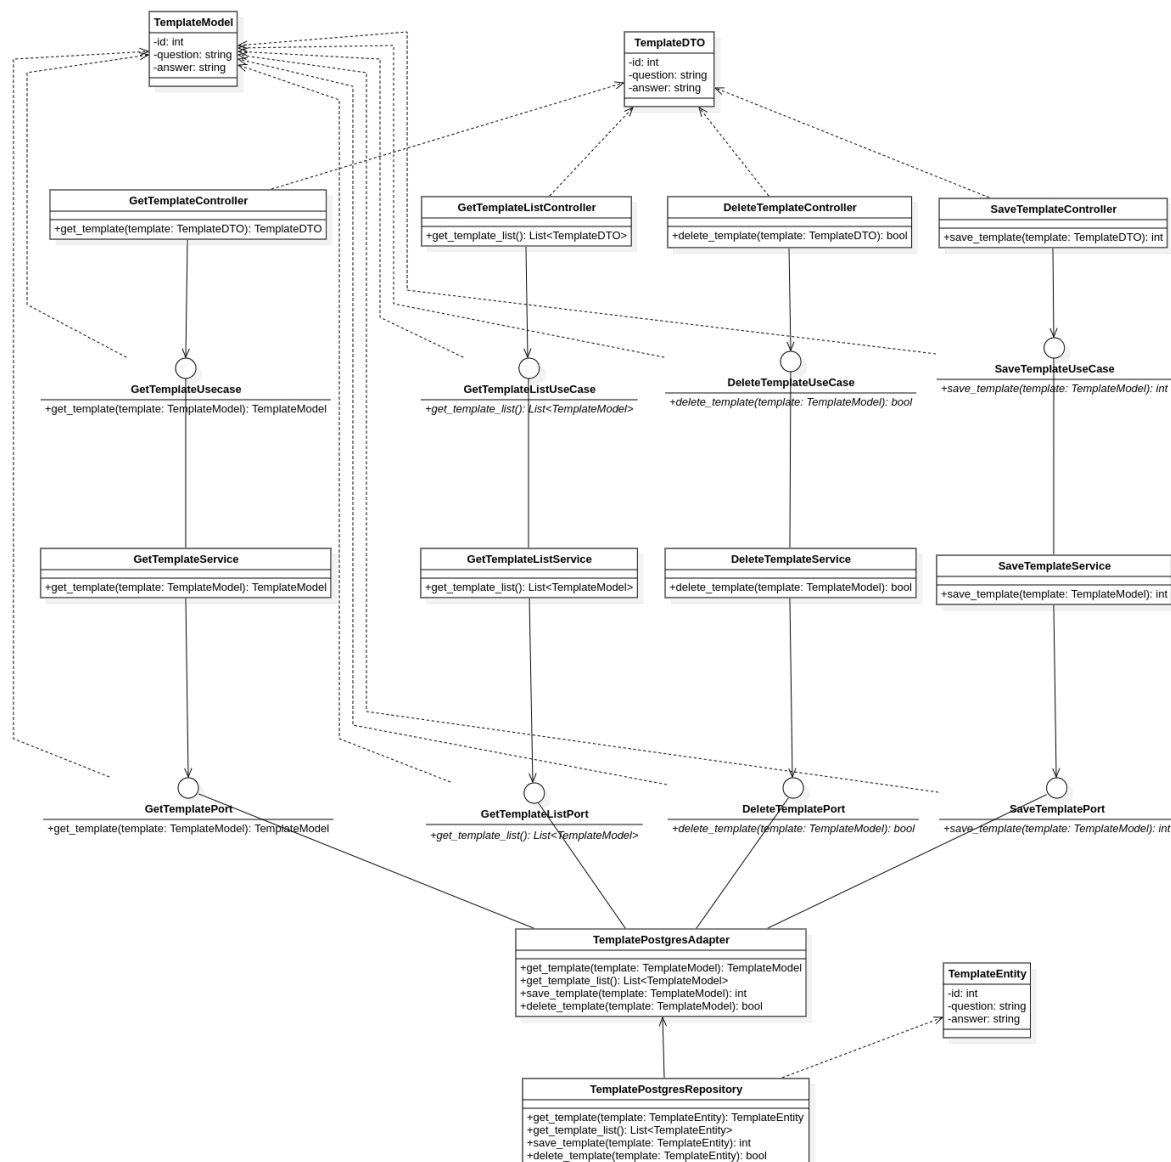 TemplateModel
-id: int
-question: string
-answer: string
TemplateDTO
-id: int
-question: string
-answer: string
GetTemplateController
+get_template(template: TemplateDTO): TemplateDTO
GetTemplateListController
+get_template_list(): List<TemplateDTO>
DeleteTemplateController
+delete_template(template: TemplateDTO): bool
SaveTemplateController
+save_template(template: TemplateDTO): int
GetTemplateUsecase
+get_template(template: TemplateModel): TemplateModel
GetTemplateListUseCase
+get_template_list(): List<TemplateModel>
DeleteTemplateUseCase
+delete_template(template: TemplateModel): bool
SaveTemplateUseCase
+save_template(template: TemplateModel): int
GetTemplateService
+get_template(template: TemplateModel): TemplateModel
GetTemplateListService
+get_template_list(): List<TemplateModel>
DeleteTemplateService
+delete_template(template: TemplateModel): bool
SaveTemplateService
+save_template(template: TemplateModel): int
GetTemplatePort
+get_template(template: TemplateModel): TemplateModel
GetTemplateListPort
+get_template_list(): List<TemplateModel>
DeleteTemplatePort
+delete_template(template: TemplateModel): bool
SaveTemplatePort
+save_template(template: TemplateModel): int
TemplatePostgresAdapter
+get_template(template: TemplateModel): TemplateModel
+get_template_list(): List<TemplateModel>
+save_template(template: TemplateModel): int
+delete_template(template: TemplateModel): bool
TemplateEntity
-id: int
-question: string
-answer: string
TemplatePostgresRepository
+get_template(template: TemplateEntity): TemplateEntity
+get_template_list(): List<TemplateEntity>
+save_template(template: TemplateEntity): int
+delete_template(template: TemplateEntity): bool